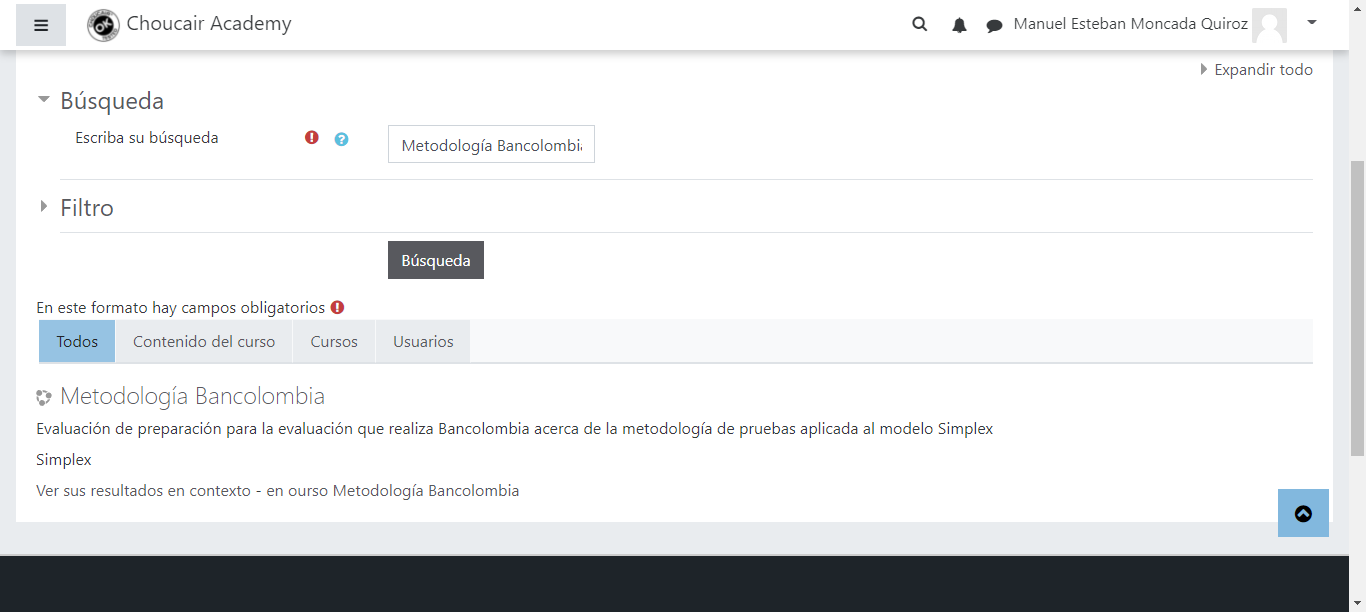 Choucair Academy
Manuel Esteban Moncada Quiroz
Expandir todo
Búsqueda
Escriba su búsqueda
Metodología Bancolombi
Filtro
Búsqueda
En este formato hay campos obligatorios
Todos Contenido del curso Cursos Usuarios
Metodología Bancolombia
Evaluación de preparación para la evaluación que realiza Bancolombia acerca de la metodología de pruebas aplicada al modelo Simplex
Simplex
Ver sus resultados en contexto - en ourso Metodología Bancolombia